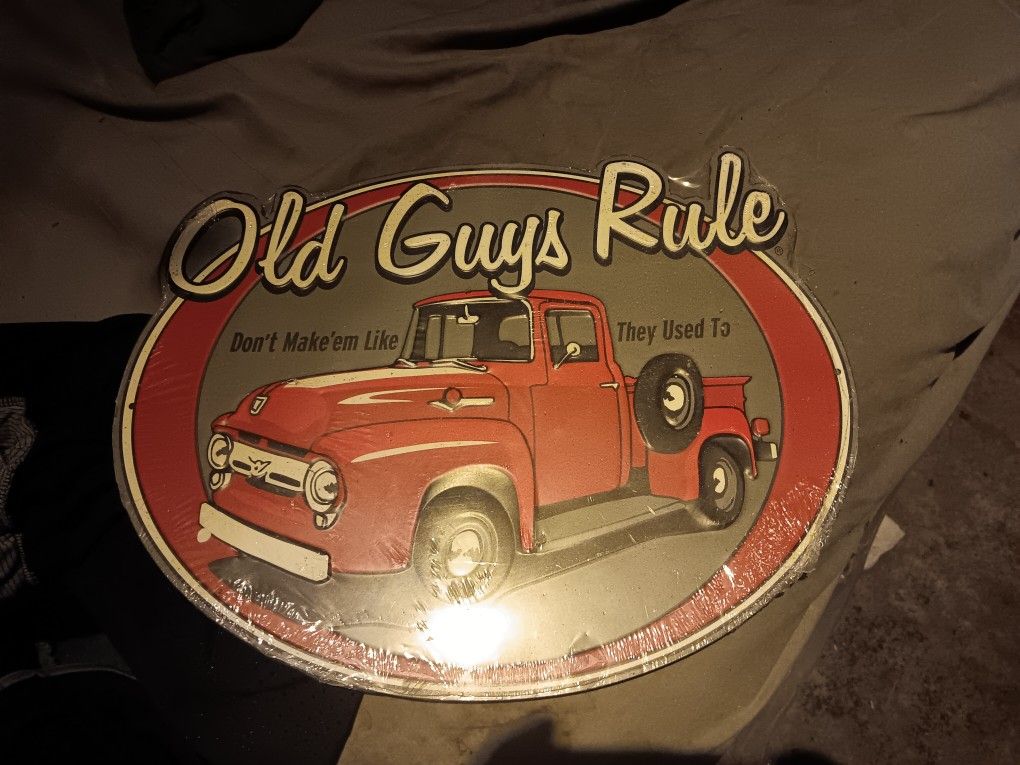 Old Guys Rule
®
Don't Make'em Like They Used To